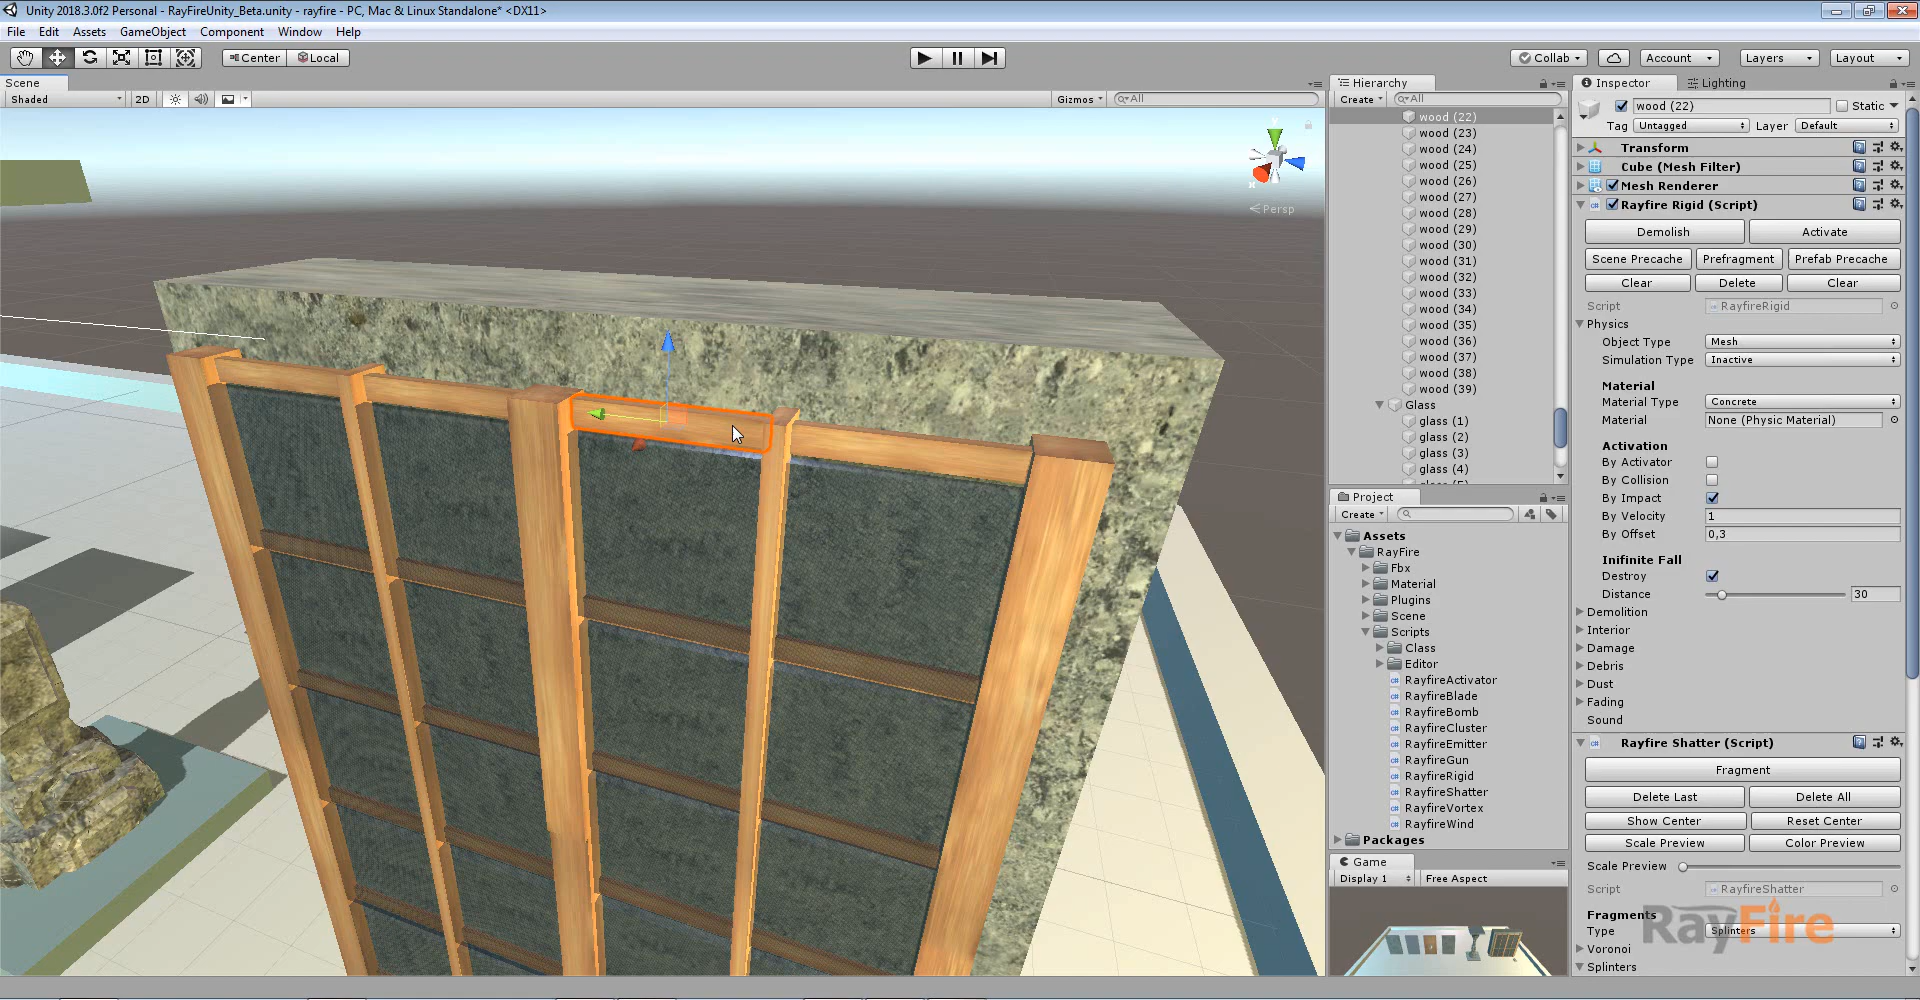 Unity 2018.3.0f2 Personal - RayFireUnity_Beta.unity - rayfire - PC, Mac & Linux Standalone* <DX11>
File Edit Assets GameObject Component Window Help
Center Local
Collab Account Layers Layout
Scene
Shaded 2D Gizmos All
Persp
Hierarchy
Create All
wood (22)
wood (23)
wood (24)
wood (25)
wood (26)
wood (27)
wood (28)
wood (29)
wood (30)
wood (31)
wood (32)
wood (33)
wood (34)
wood (35)
wood (36)
wood (37)
wood (38)
wood (39)
Glass
glass (1)
glass (2)
glass (3)
glass (4)
Project
Create
Assets
RayFire
Fbx
Material
Plugins
Scene
Scripts
Class
Editor
RayfireActivator
RayfireBlade
RayfireBomb
RayfireCluster
RayfireEmitter
RayfireGun
RayfireRigid
RayfireShatter
RayfireVortex
RayfireWind
Packages
Game
Display 1 Free Aspect
Inspector Lighting
wood (22) Static
Tag Untagged Layer Default
Transform
Cube (Mesh Filter)
Mesh Renderer
Rayfire Rigid (Script)
Demolish Activate
Scene Precache Prefragment Prefab Precache
Clear Delete Clear
Script RayfireRigid
Physics
Object Type Mesh
Simulation Type Inactive
Material
Material Type Concrete
Material None (Physic Material)
Activation
By Activator
By Collision
By Impact
By Velocity 1
By Offset 0,3
Inifinite Fall
Destroy
Distance 30
Demolition
Interior
Damage
Debris
Dust
Fading
Sound
Rayfire Shatter (Script)
Fragment
Delete Last Delete All
Show Center Reset Center
Scale Preview Color Preview
Scale Preview
Script RayfireShatter
Fragments
Type Splinters
Voronoi
Splinters
RayFire